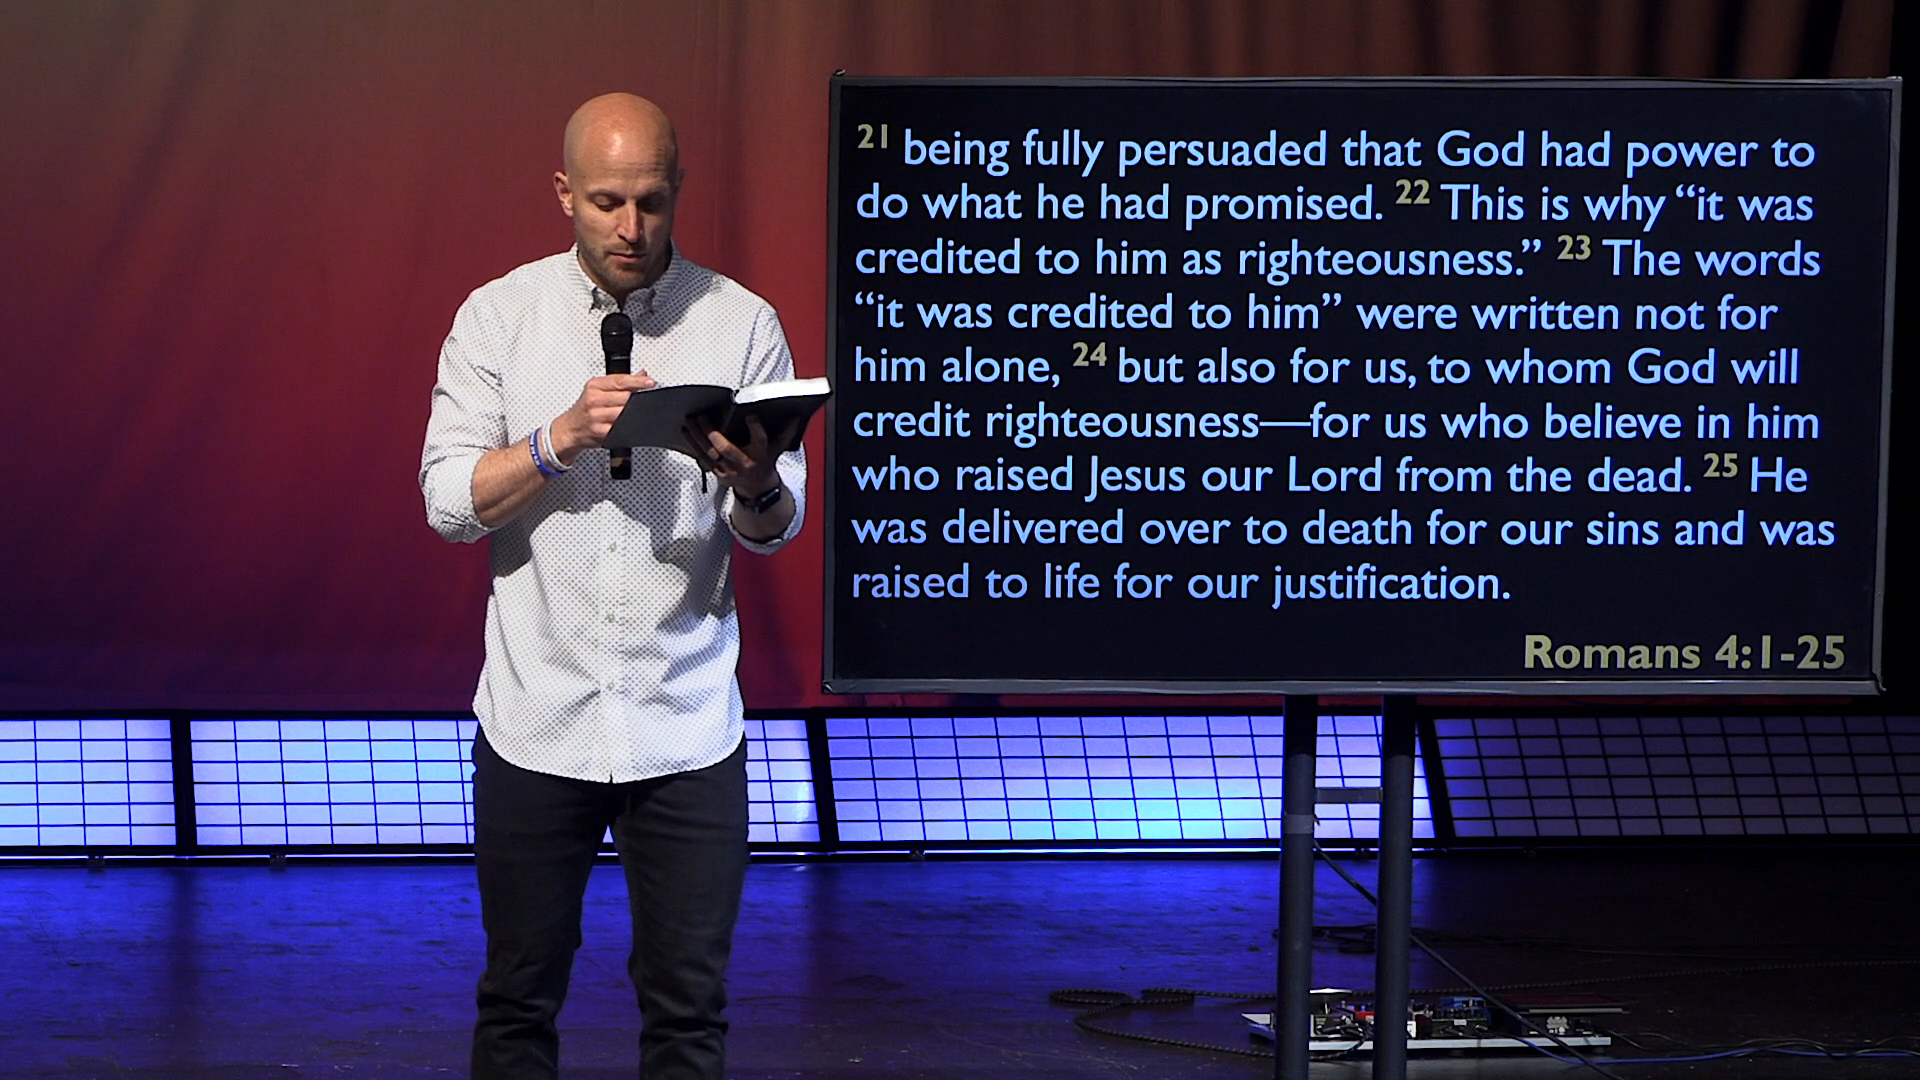 21 being fully persuaded that God had power to
do what he had promised. 22 This is why “it was
credited to him as righteousness.” 23 The words
“it was credited to him” were written not for
him alone, 24 but also for us, to whom God will
credit righteousness—for us who believe in him
who raised Jesus our Lord from the dead. 25 He
was delivered over to death for our sins and was
raised to life for our justification.
Romans 4:1-25